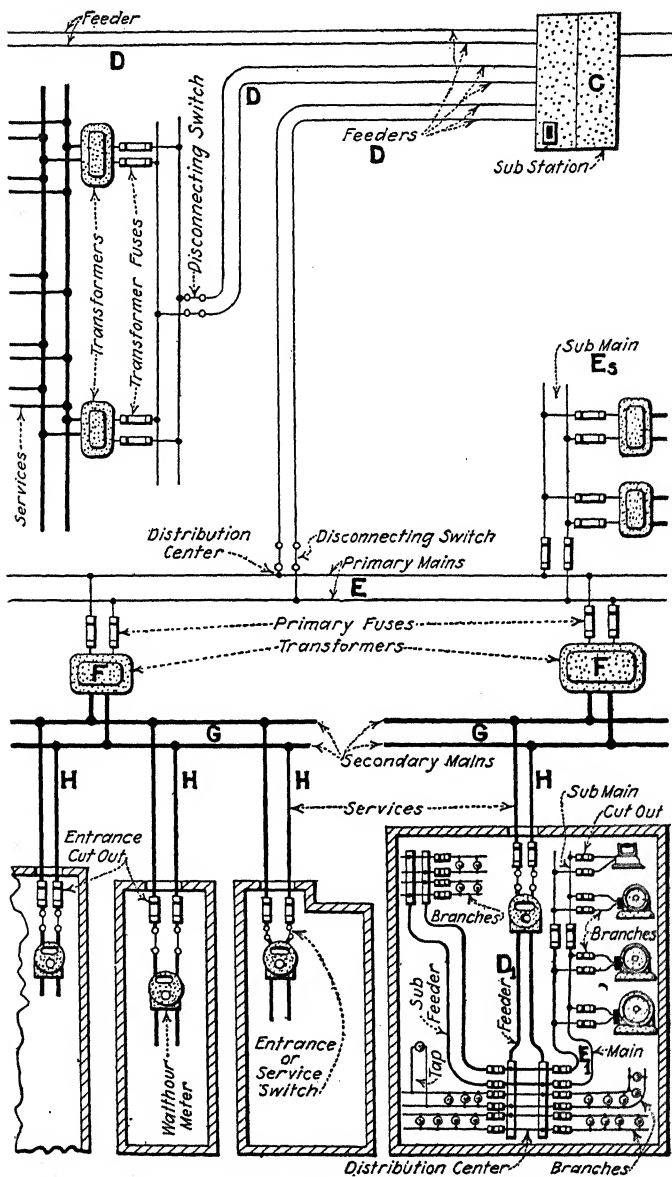 Feeder
D
C
D
Feeders
D
Sub Station
Disconnecting Switch
Transformers
Transformer Fuses
Services
Sub Main
Es
Distribution
Center
Disconnecting Switch
Primary Mains
E
Primary Fuses
Transformers
F
F
G
G
Secondary Mains
H
H
H
H
Services
Sub Main
Cut Out
Entrance
Cut Out
Branches
Branches
D1
Sub
Feeder
Feeder
Tap
E1
Main
Entrance
or
Service
Switch
Watthour
Meter
Distribution Center
Branches